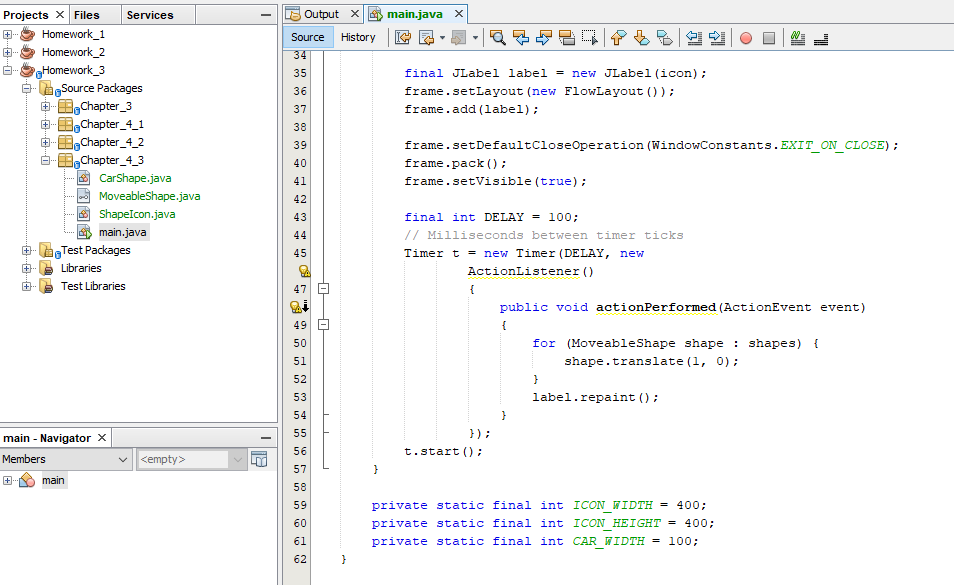 Projects Files Services
Homework_1
Homework_2
Homework_3
Source Packages
Chapter_3
Chapter_4_1
Chapter_4_2
Chapter_4_3
CarShape.java
MoveableShape.java
ShapeIcon.java
main.java
Test Packages
Libraries
Test Libraries
main - Navigator
Members <empty>
main
Output main.java
Source History
34
35 final JLabel label = new JLabel(icon);
36 frame.setLayout(new FlowLayout());
37 frame.add(label);
38
39 frame.setDefaultCloseOperation(WindowConstants.EXIT_ON_CLOSE);
40 frame.pack();
41 frame.setVisible(true);
42
43 final int DELAY = 100;
44 // Milliseconds between timer ticks
45 Timer t = new Timer(DELAY, new
ActionListener()
47 {
public void actionPerformed(ActionEvent event)
49 {
50 for (MoveableShape shape : shapes) {
51 shape.translate(1, 0);
52 }
53 label.repaint();
54 }
55 });
56 t.start();
57 }
58
59 private static final int ICON_WIDTH = 400;
60 private static final int ICON_HEIGHT = 400;
61 private static final int CAR_WIDTH = 100;
62 }